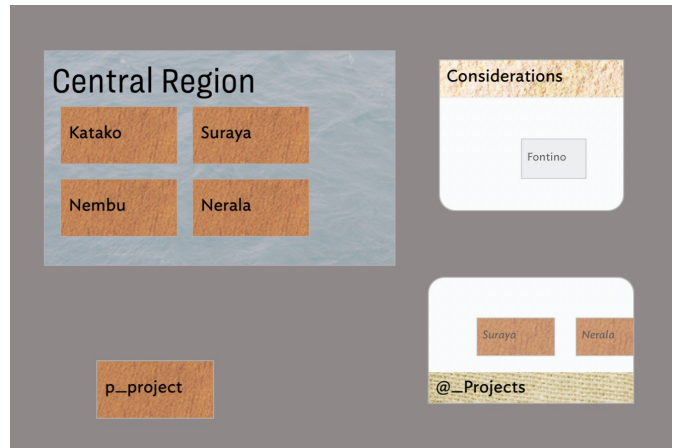 Central Region
Katako
Suraya
Nembu
Nerala
Considerations
Fontino
Suraya
Nerala
@_Projects
p_project